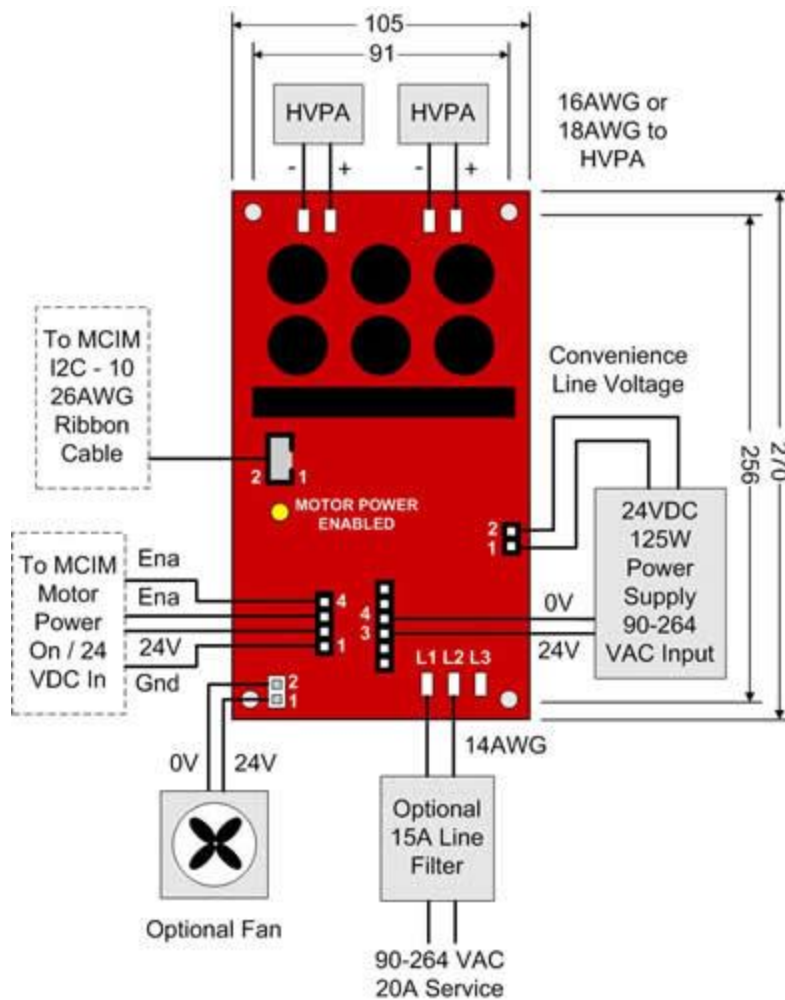 105
91
HVPA
HVPA
16AWG or
18AWG to
HVPA
- +
- +
To MCIM
I2C - 10
26AWG
Ribbon
Cable
Convenience
Line Voltage
256
270
2 1
MOTOR POWER
ENABLED
2
1
24VDC
125W
Power
Supply
90-264
VAC Input
To MCIM
Motor
Power
On / 24
VDC In
Ena
Ena
24V
Gnd
4
1
4
3
0V
24V
L1 L2 L3
2
1
14AWG
0V 24V
Optional
15A Line
Filter
Optional Fan
90-264 VAC
20A Service